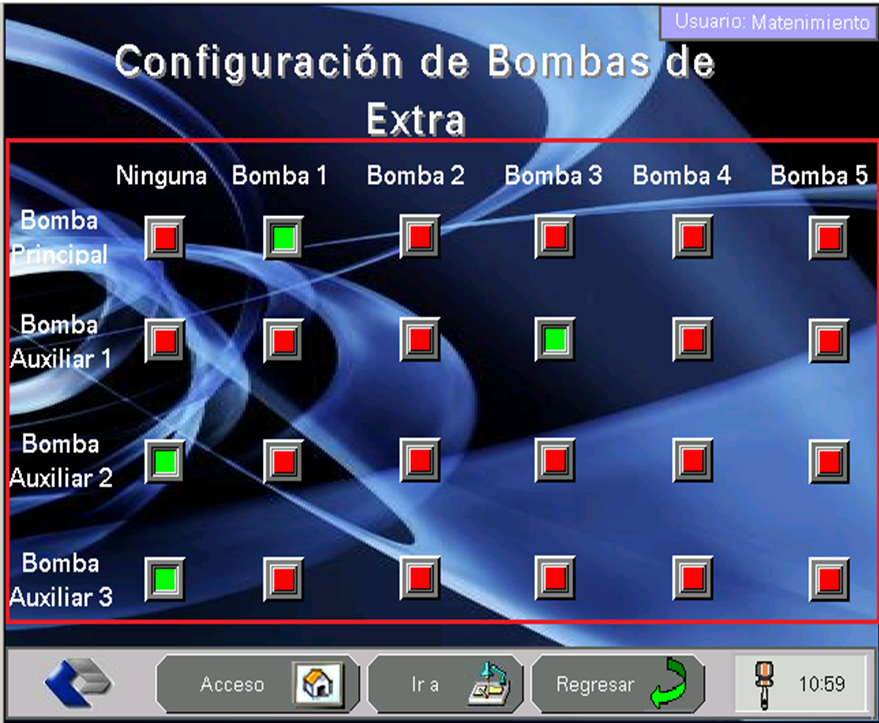 Usuario: Matenimiento
Configuración de Bombas de
Extra
Ninguna Bomba 1 Bomba 2 Bomba 3 Bomba 4 Bomba 5
Bomba
Principal
Bomba
Auxiliar 1
Bomba
Auxiliar 2
Bomba
Auxiliar 3
Acceso Ir a Regresar 10:59